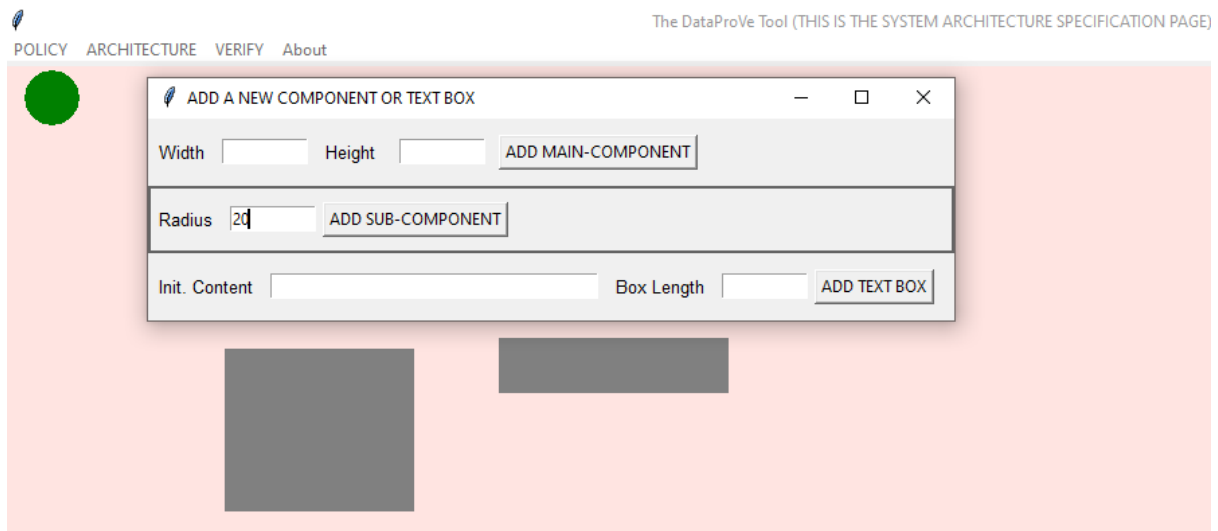 The DataProVe Tool (THIS IS THE SYSTEM ARCHITECTURE SPECIFICATION PAGE)
POLICY ARCHITECTURE VERIFY About
ADD A NEW COMPONENT OR TEXT BOX
Width Height ADD MAIN-COMPONENT
Radius 20 ADD SUB-COMPONENT
Init. Content Box Length ADD TEXT BOX